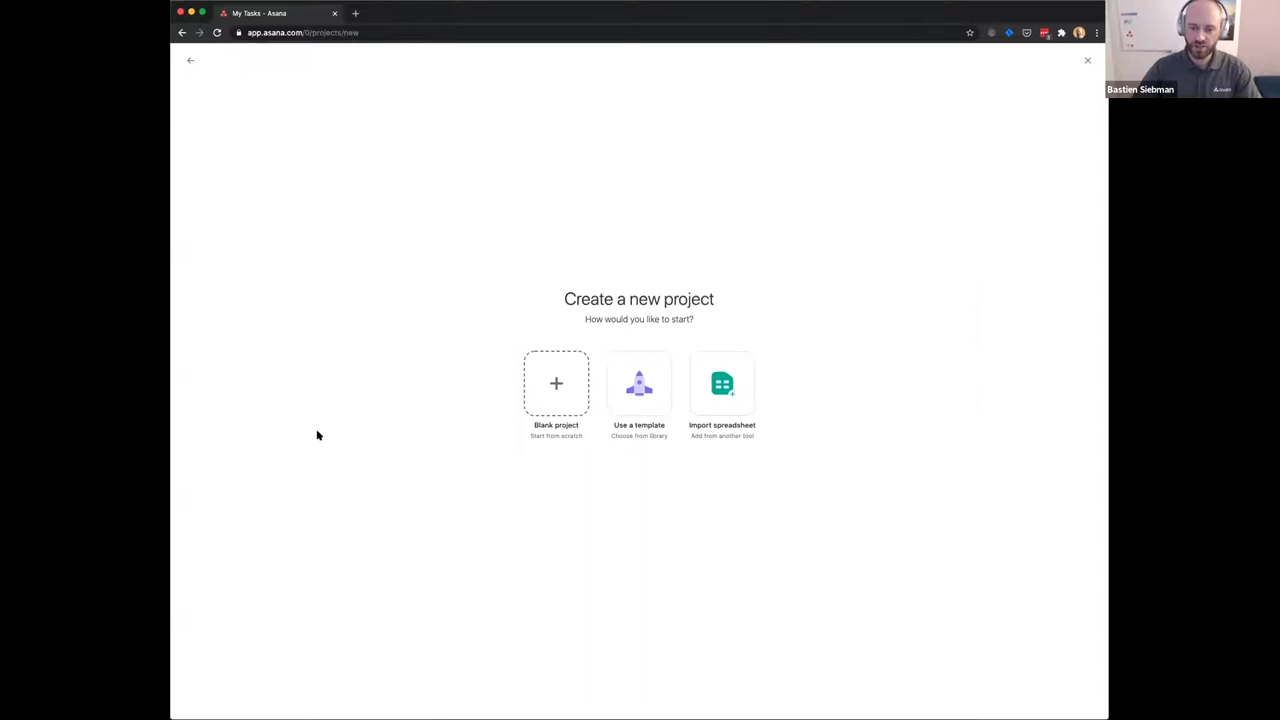 My Tasks - Asana
app.asana.com/0/projects/new
Bastien Siebman
Create a new project
How would you like to start?
Blank project
Start from scratch
Use a template
Choose from library
Import spreadsheet
Add from another tool